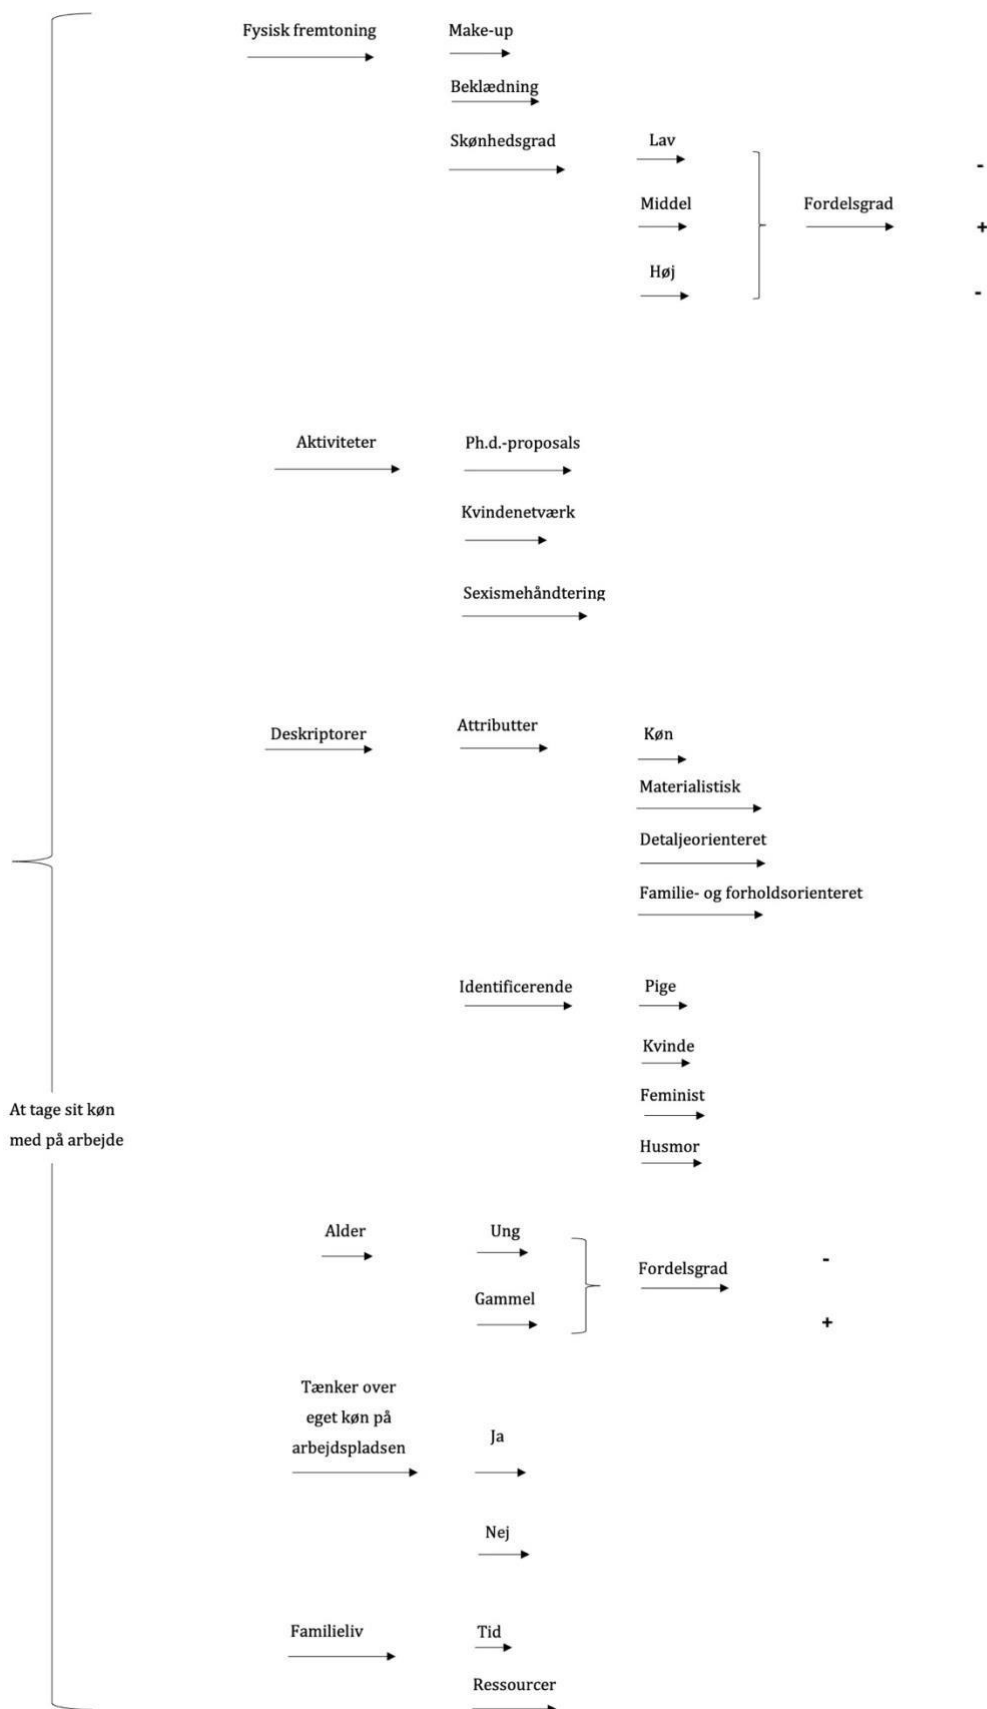 Fysisk fremtoning
Make-up
Beklædning
Skønhedsgrad
Lav
-
Middel
Fordelsgrad
+
Høj
-
Aktiviteter
Ph.d.-proposals
Kvindenetværk
Sexismehåndtering
Deskriptorer
Attributter
Køn
Materialistisk
Detaljeorienteret
Familie- og forholdsorienteret
Identificerende
Pige
Kvinde
Feminist
Husmor
At tage sit køn
med på arbejde
Alder
Ung
Gammel
Fordelsgrad
-
+
Tænker over
eget køn på
arbejdspladsen
Ja
Nej
Familieliv
Tid
Ressourcer